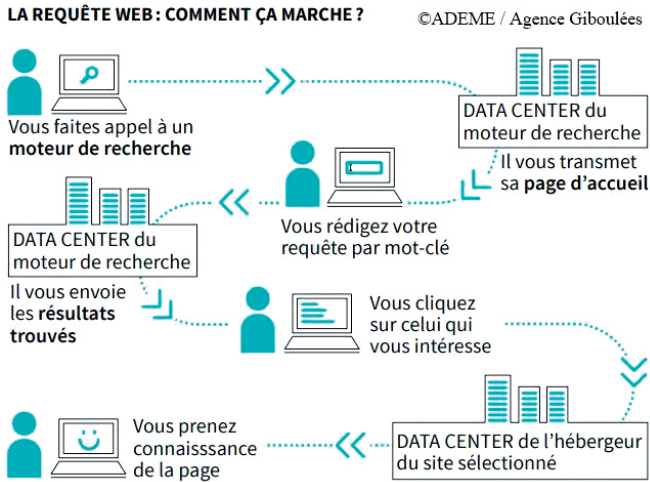 LA REQUÊTE WEB : COMMENT ÇA MARCHE ?
©ADEME / Agence Giboulées
Vous faites appel à un
moteur de recherche
DATA CENTER du
moteur de recherche
Il vous transmet
sa page d’accueil
Vous rédigez votre
requête par mot-clé
DATA CENTER du
moteur de recherche
Il vous envoie
les résultats
trouvés
Vous cliquez
sur celui qui
vous intéresse
DATA CENTER de l’hébergeur
du site sélectionné
Vous prenez
connaisssance
de la page